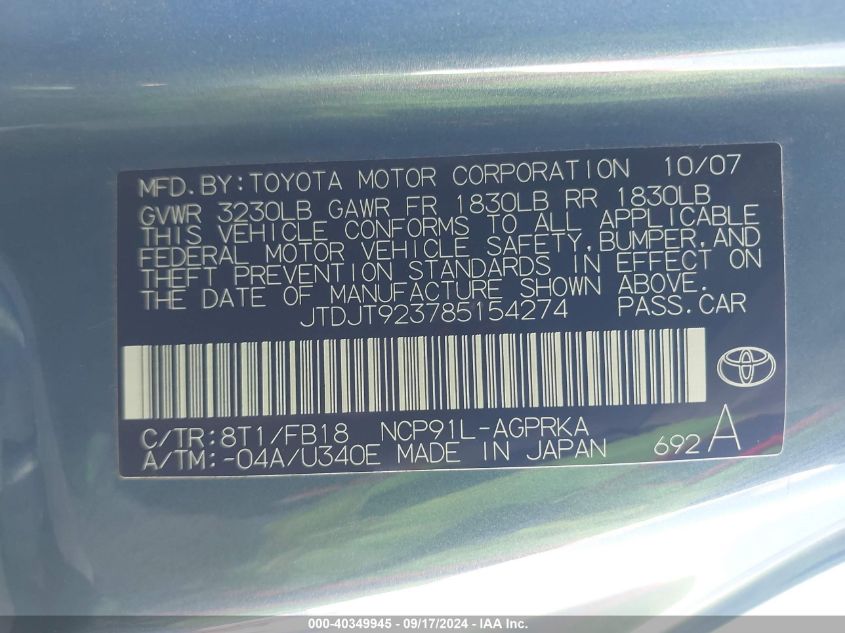 MFD. BY: TOYOTA MOTOR CORPORATION 10/07
GVWR 3230LB GAWR FR 1830LB RR 1830LB
THIS VEHICLE CONFORMS TO ALL APPLICABLE
FEDERAL MOTOR VEHICLE SAFETY, BUMPER, AND
THEFT PREVENTION STANDARDS IN EFFECT ON
THE DATE OF MANUFACTURE SHOWN ABOVE.
JTDJT923785154274 PASS. CAR
C/TR: 8T1/FB18 NCP91L-AGPRKA
A/TM: -04A/U340E MADE IN JAPAN 692 A
000-40349945 - 09/17/2024 - IAA Inc.